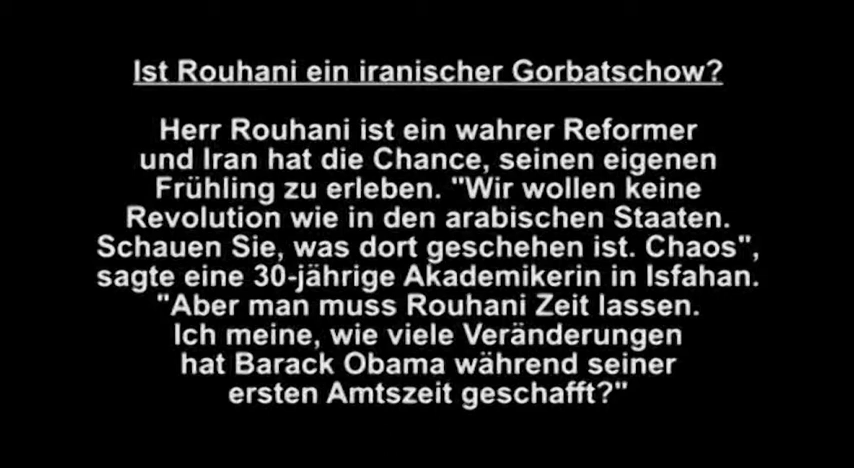 Ist Rouhani ein iranischer Gorbatschow?
Herr Rouhani ist ein wahrer Reformer
und Iran hat die Chance, seinen eigenen
Frühling zu erleben. "Wir wollen keine
Revolution wie in den arabischen Staaten.
Schauen Sie, was dort geschehen ist. Chaos",
sagte eine 30-jährige Akademikerin in Isfahan.
"Aber man muss Rouhani Zeit lassen.
Ich meine, wie viele Veränderungen
hat Barack Obama während seiner
ersten Amtszeit geschafft?"